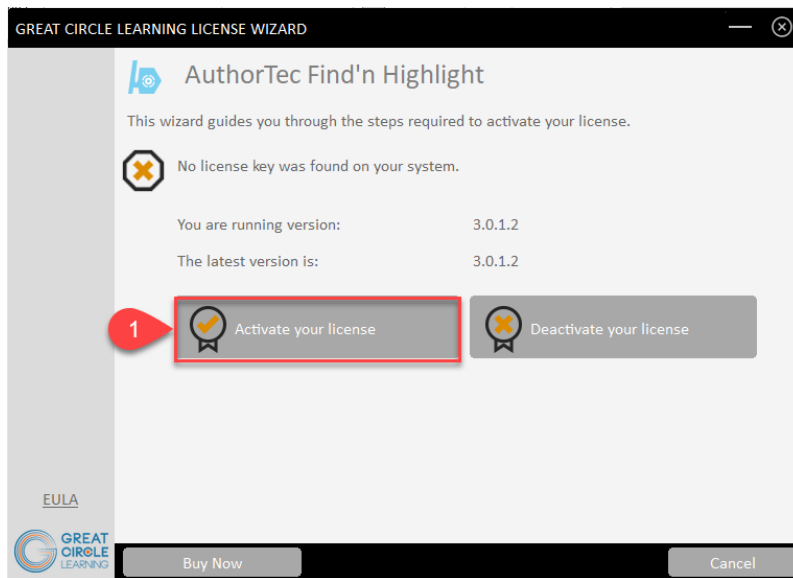 GREAT CIRCLE LEARNING LICENSE WIZARD
AuthorTec Find'n Highlight
This wizard guides you through the steps required to activate your license.
No license key was found on your system.
You are running version: 3.0.1.2
The latest version is: 3.0.1.2
1 Activate your license Deactivate your license
EULA
GREAT
CIRCLE
LEARNING
Buy Now Cancel